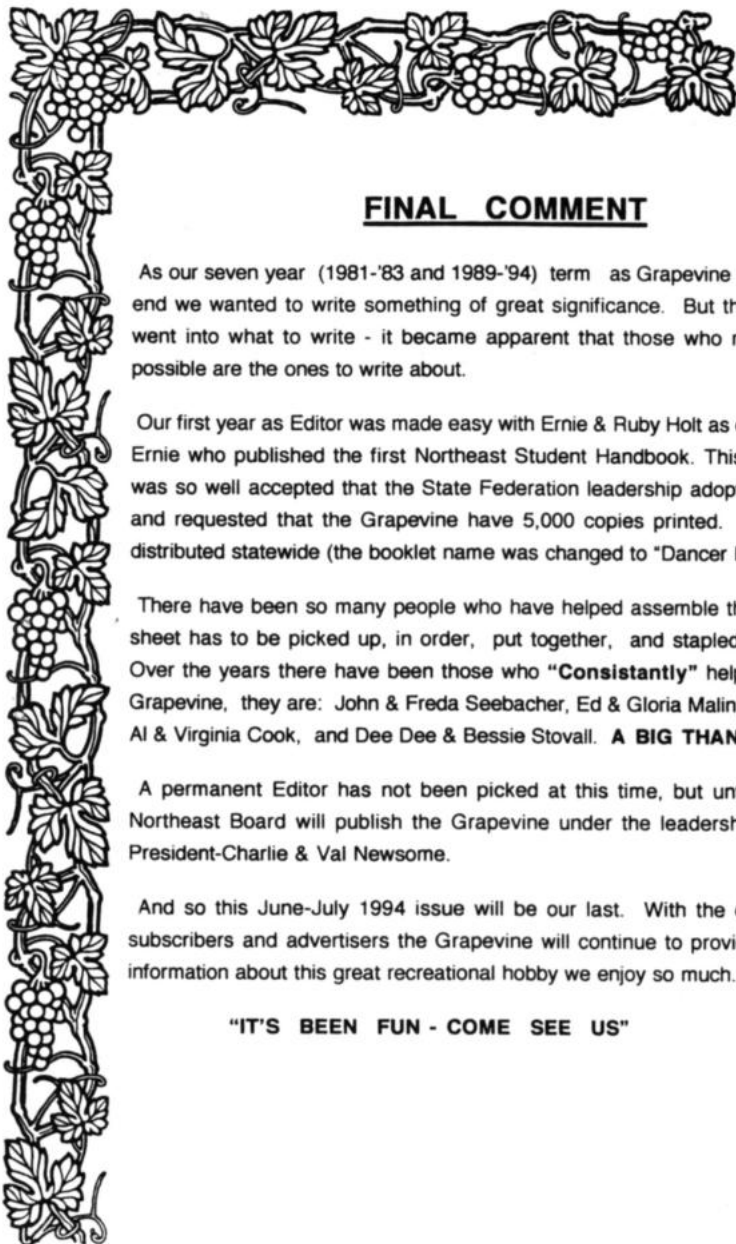 FINAL COMMENT
As our seven year (1981-'83 and 1989-'94) term as Grapevine
end we wanted to write something of great significance. But
went into what to write - it became apparent that those who
possible are the ones to write about.
Our first year as Editor was made easy with Ernie & Ruby Holt as
Ernie who published the first Northeast Student Handbook. This
was so well accepted that the State Federation leadership
and requested that the Grapevine have 5,000 copies printed.
distributed statewide (the booklet name was changed to "Dancer
There have been so many people who have helped assemble
sheet has to be picked up, in order, put together, and stapled
Over the years there have been those who "Consistantly"
Grapevine, they are: John & Freda Seebacher, Ed & Gloria
Al & Virginia Cook, and Dee Dee & Bessie Stovall. A BIG
A permanent Editor has not been picked at this time, but
Northeast Board will publish the Grapevine under the
President-Charlie & Val Newsome.
And so this June-July 1994 issue will be our last. With the
subscribers and advertisers the Grapevine will continue to
information about this great recreational hobby we enjoy so much.
"IT'S BEEN FUN - COME SEE US"